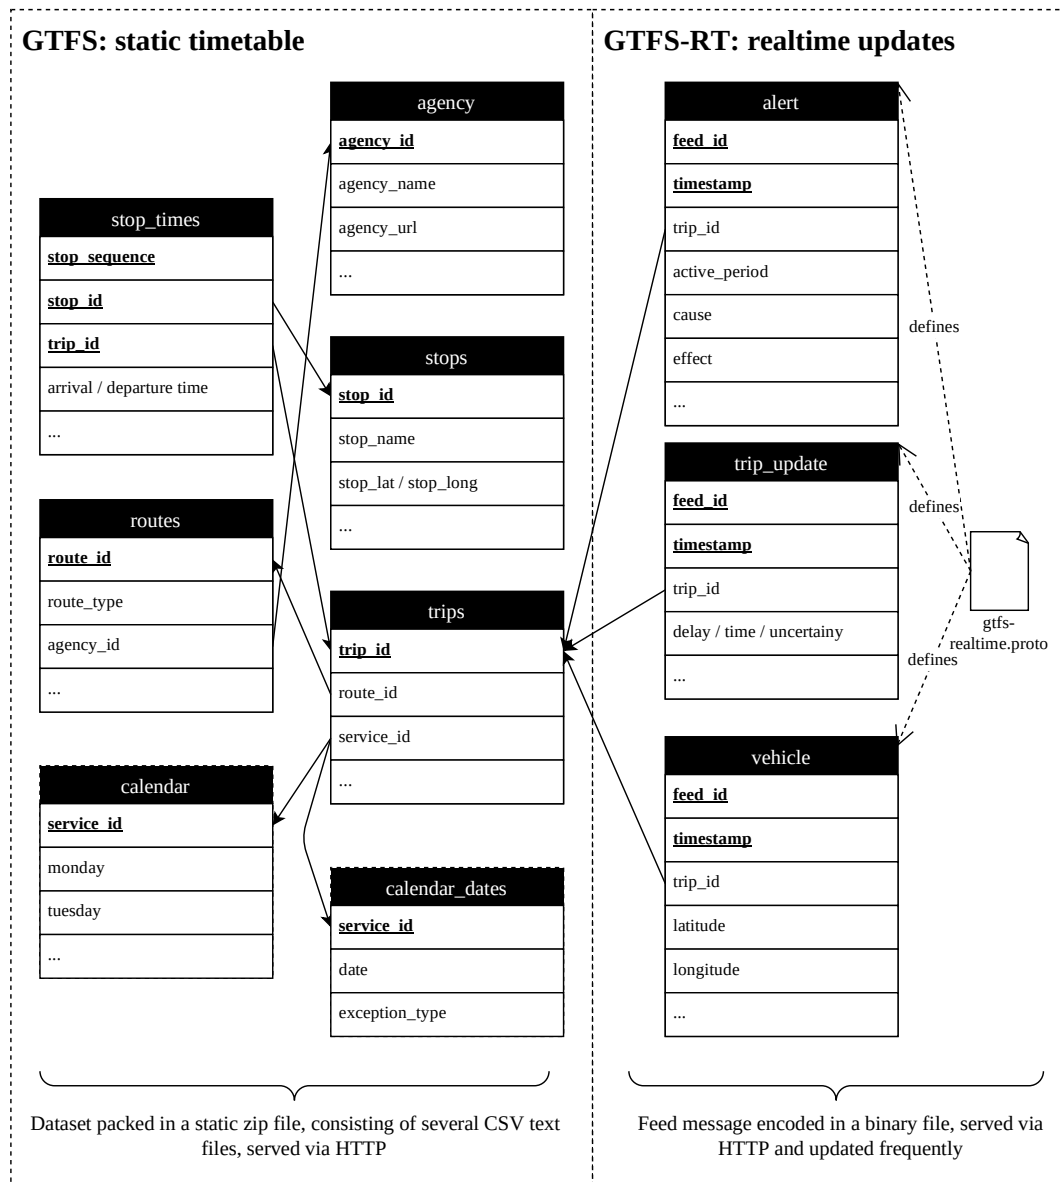 GTFS: static timetable
agency
agency_id
agency_name
agency_url
...
stop_times
stop_sequence
stop_id
trip_id
arrival / departure time
...
stops
stop_id
stop_name
stop_lat / stop_long
...
routes
route_id
route_type
agency_id
...
trips
trip_id
route_id
service_id
...
calendar
service_id
monday
tuesday
...
calendar_dates
service_id
date
exception_type
Dataset packed in a static zip file, consisting of several CSV text
files, served via HTTP
GTFS-RT: realtime updates
alert
feed_id
timestamp
trip_id
active_period
cause
effect
...
defines
trip_update
feed_id
timestamp
trip_id
delay / time / uncertainy
...
defines
gtfs-
realtime.proto
defines
vehicle
feed_id
timestamp
trip_id
latitude
longitude
...
Feed message encoded in a binary file, served via
HTTP and updated frequently